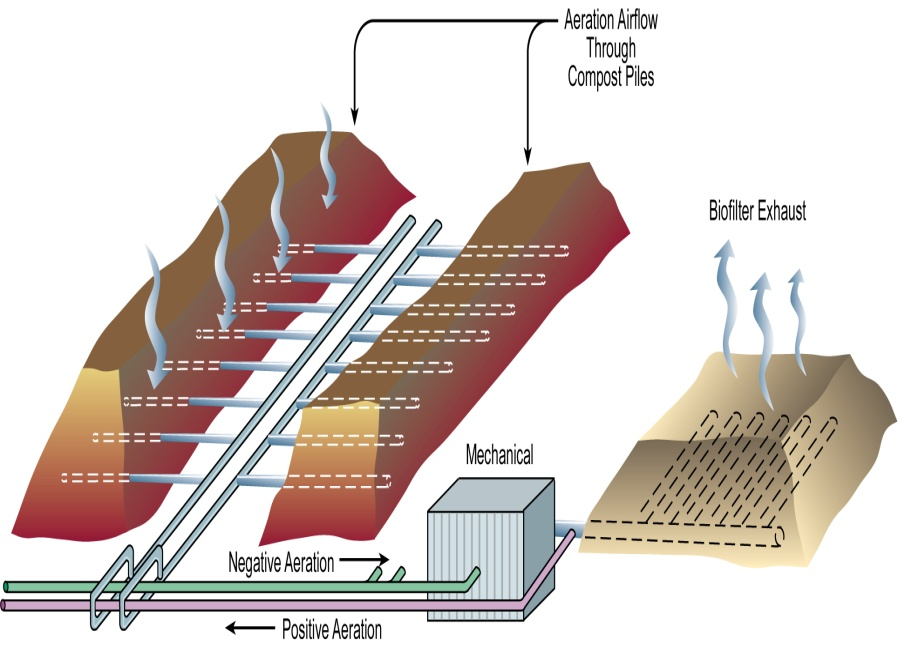 Aeration Airflow
Through
Compost Piles
Biofilter Exhaust
Mechanical
Negative Aeration
Positive Aeration